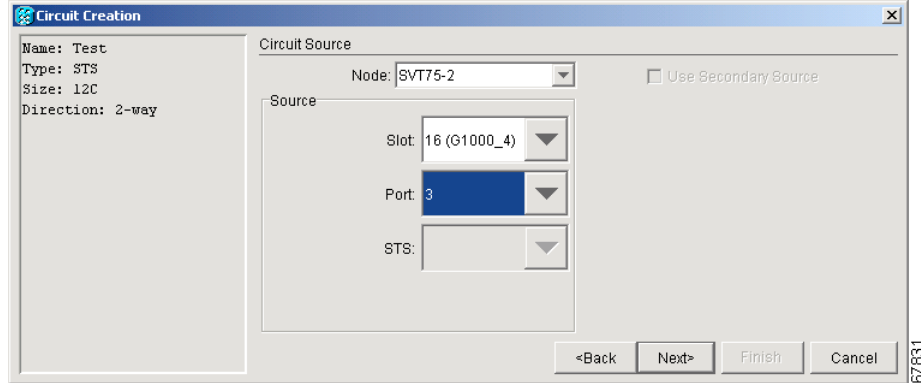 Circuit Creation
Name: Test
Type: STS
Size: 12C
Direction: 2-way
Circuit Source
Node: SVT75-2
Use Secondary Source
Source
Slot: 16 (G1000_4)
Port: 3
STS:
<Back Next> Finish Cancel
67831